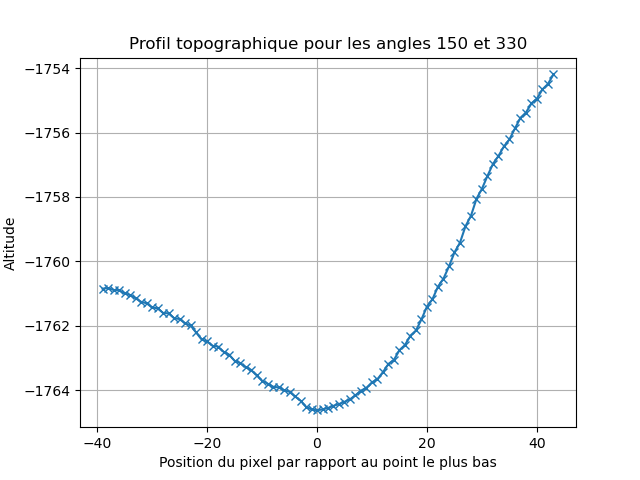 Profil topographique pour les angles 150 et 330
−1754
−1756
−1758
−1760
−1762
−1764
Altitude
−40 −20 0 20 40
Position du pixel par rapport au point le plus bas